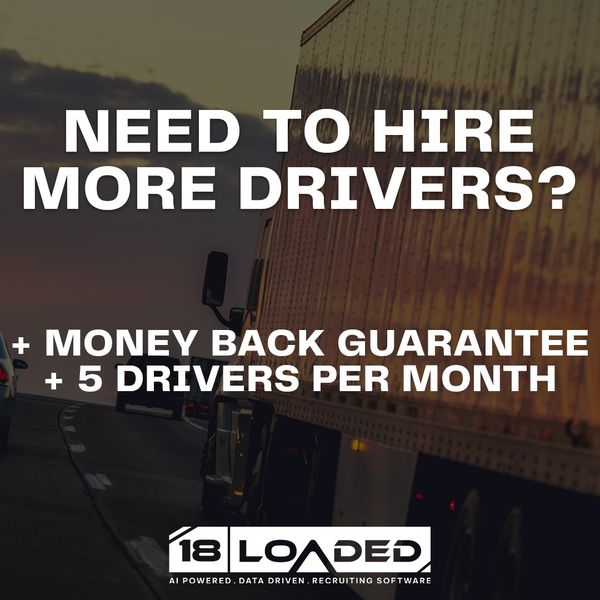 NEED TO HIRE
MORE DRIVERS?
+ MONEY BACK GUARANTEE
+ 5 DRIVERS PER MONTH
18 LOADED
AI POWERED. DATA DRIVEN. RECRUITING SOFTWARE